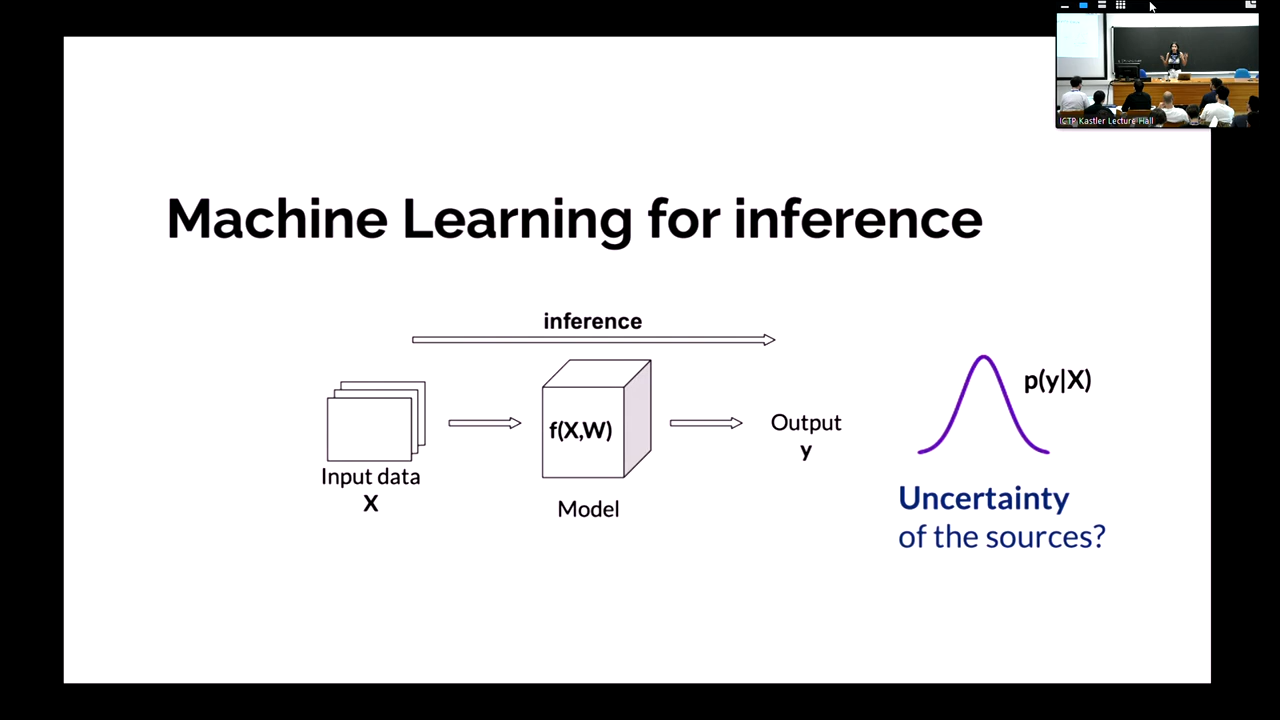 ICTP Kastler Lecture Hall
Machine Learning for inference
inference
f(X,W)
p(y|X)
Input data
X
Model
Output
y
Uncertainty
of the sources?